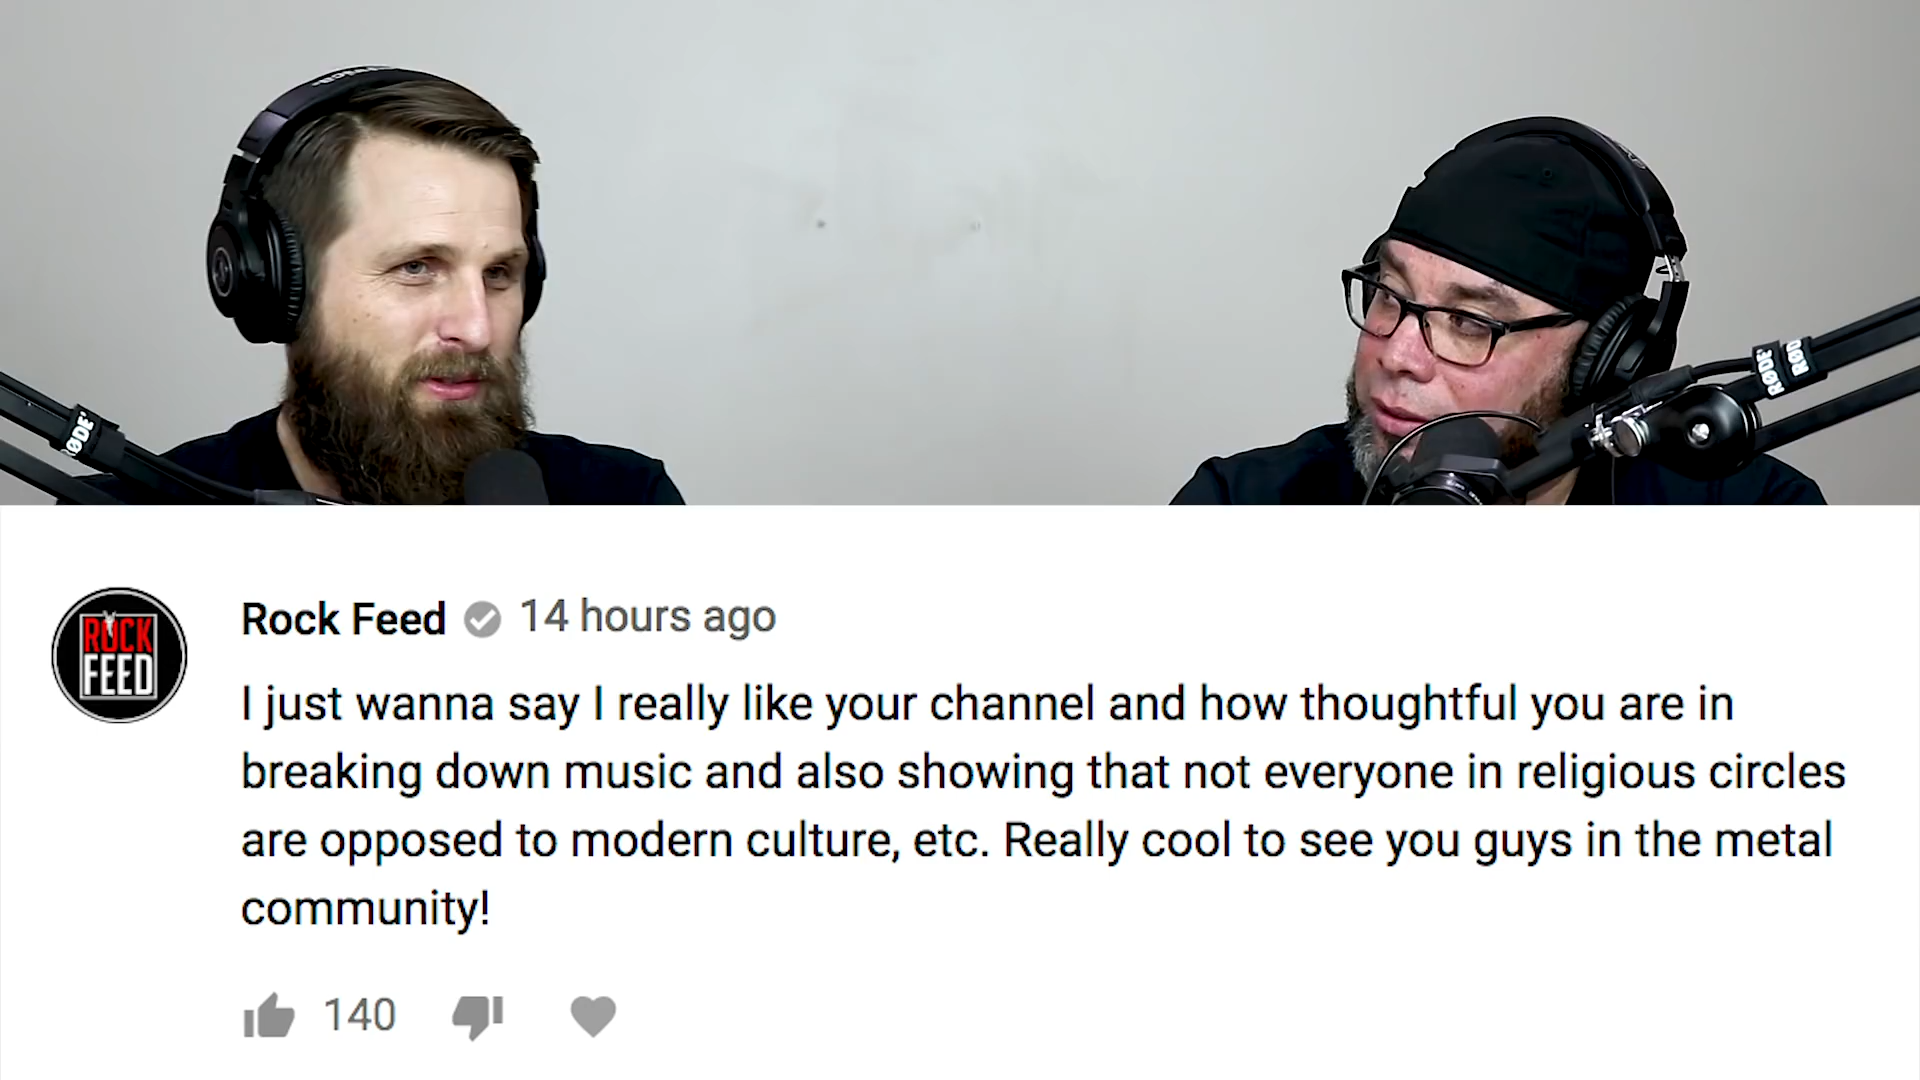 RØDE
RØDE
RØD
ROCK
FEED
Rock Feed 14 hours ago
I just wanna say I really like your channel and how thoughtful you are in
breaking down music and also showing that not everyone in religious circles
are opposed to modern culture, etc. Really cool to see you guys in the metal
community!
140